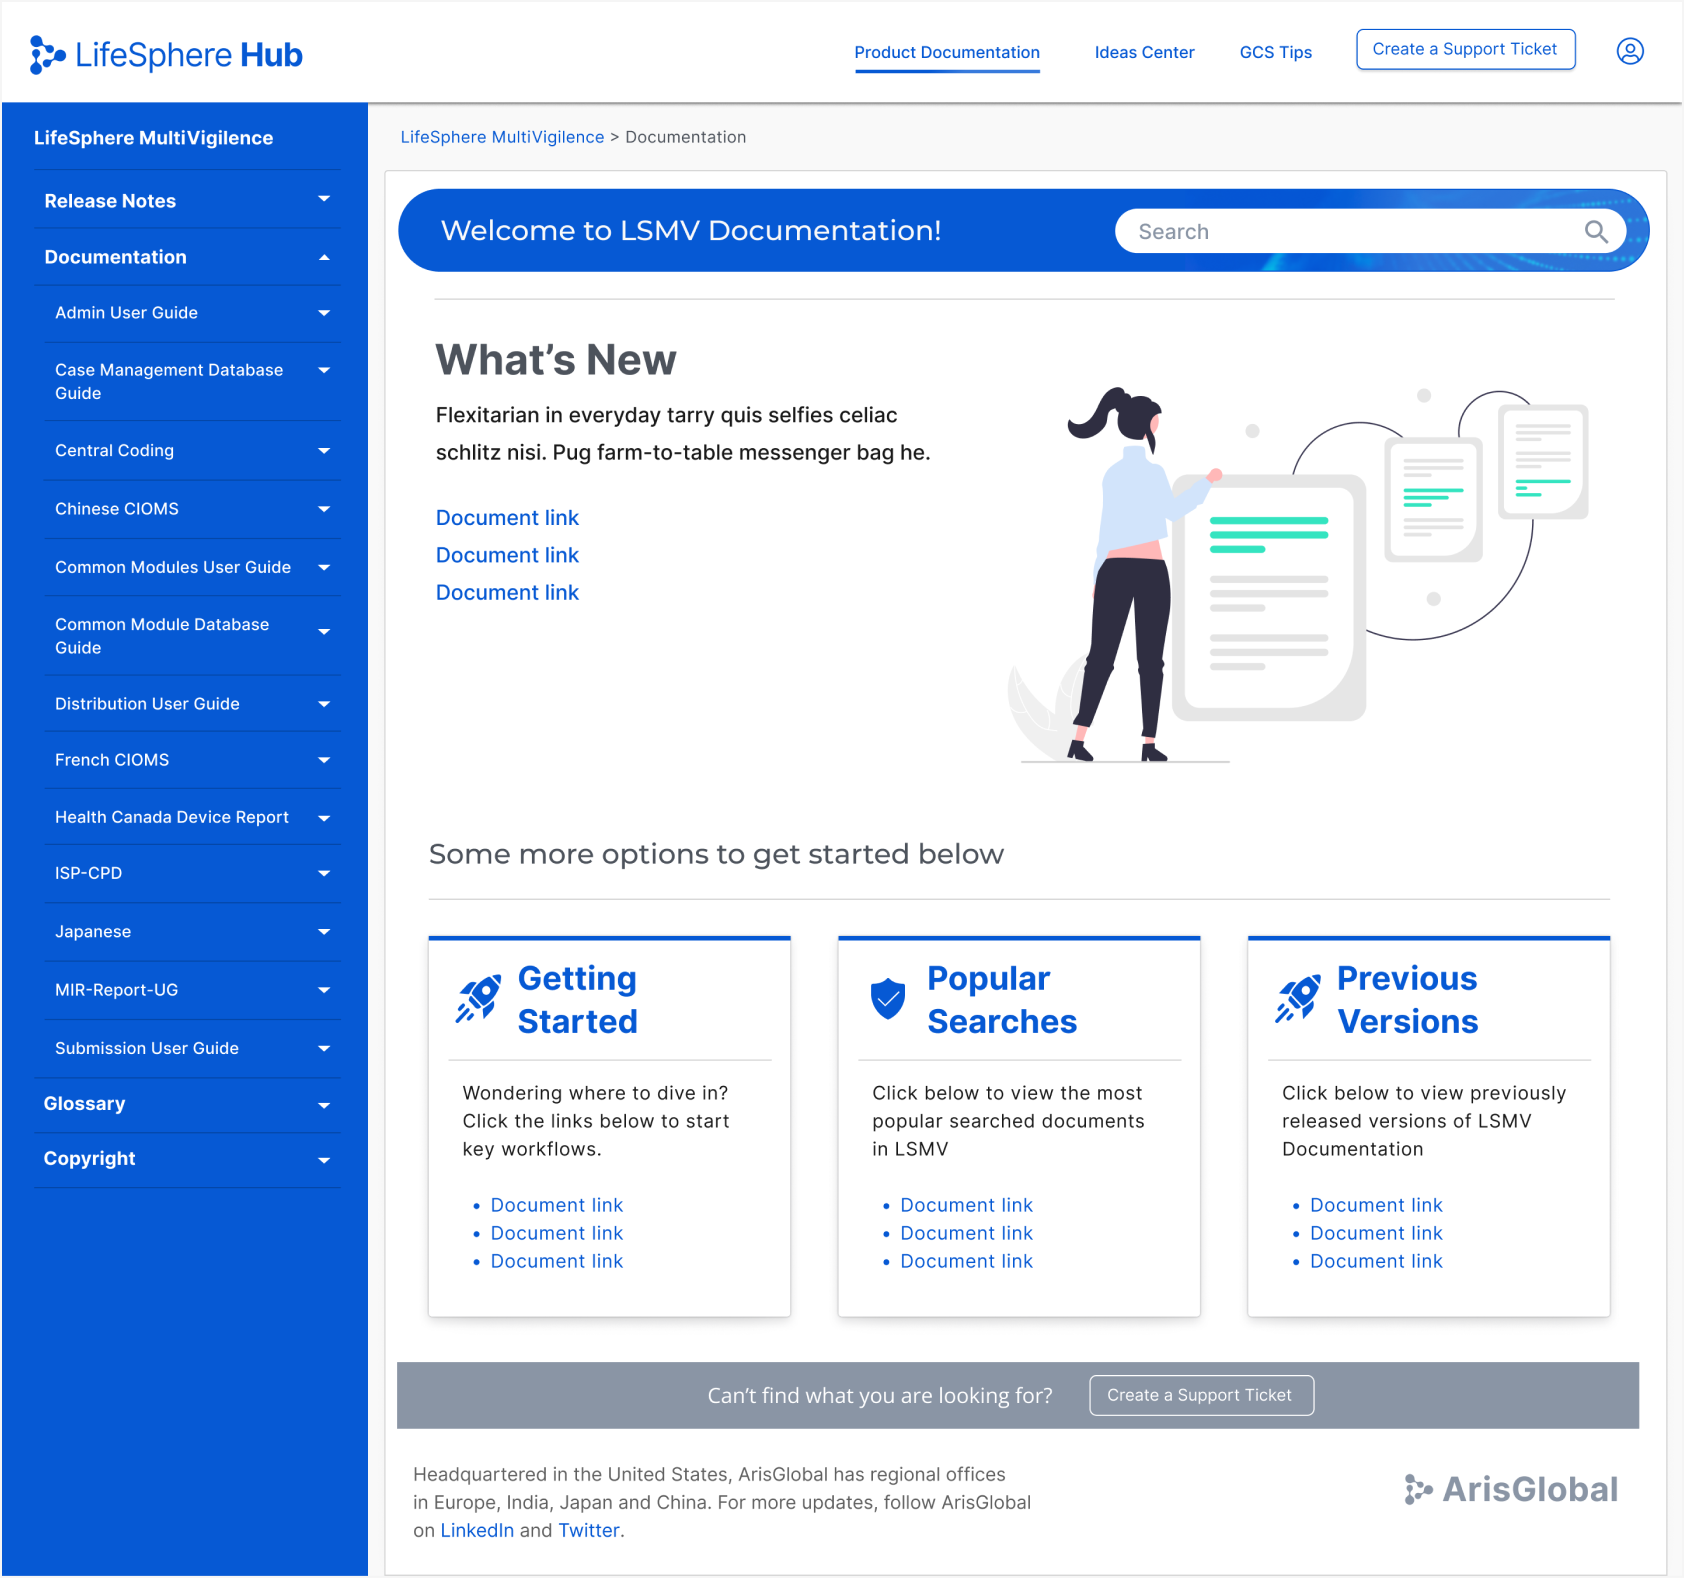 LifeSphere Hub
Product Documentation
Ideas Center
GCS Tips
Create a Support Ticket
LifeSphere MultiVigilence
Release Notes
Documentation
Admin User Guide
Case Management Database
Guide
Central Coding
Chinese CIOMS
Common Modules User Guide
Common Module Database
Guide
Distribution User Guide
French CIOMS
Health Canada Device Report
ISP-CPD
Japanese
MIR-Report-UG
Submission User Guide
Glossary
Copyright
LifeSphere MultiVigilence > Documentation
Welcome to LSMV Documentation!
Search
What's New
Flexitarian in everyday tarry quis selfies celiac
schlitz nisi. Pug farm-to-table messenger bag he.
Document link
Document link
Document link
Some more options to get started below
Getting
Started
Wondering where to dive in?
Click the links below to start
key workflows.
• Document link
• Document link
• Document link
Popular
Searches
Click below to view the most
popular searched documents
in LSMV
• Document link
• Document link
• Document link
Previous
Versions
Click below to view previously
released versions of LSMV
Documentation
• Document link
• Document link
• Document link
Can't find what you are looking for?
Create a Support Ticket
Headquartered in the United States, ArisGlobal has regional offices
in Europe, India, Japan and China. For more updates, follow ArisGlobal
on LinkedIn and Twitter.
ArisGlobal